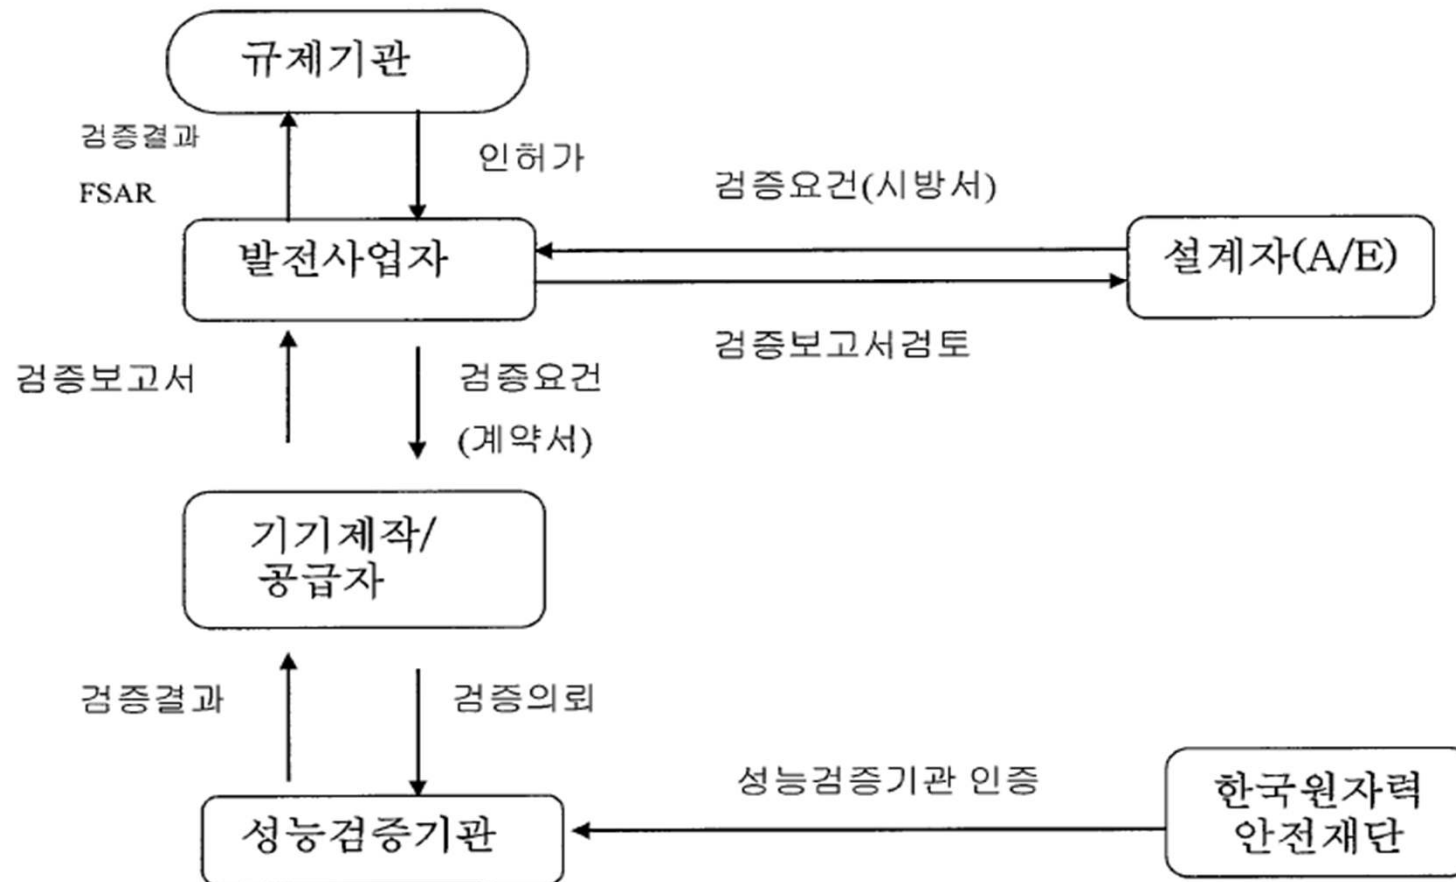 규제기관
검증결과
FSAR
인허가
검증요건(시방서)
발전사업자
설계자(A/E)
검증보고서검토
검증보고서
검증요건
(계약서)
기기제작/
공급자
검증결과
검증의뢰
성능검증기관 인증
한국원자력
안전재단
성능검증기관